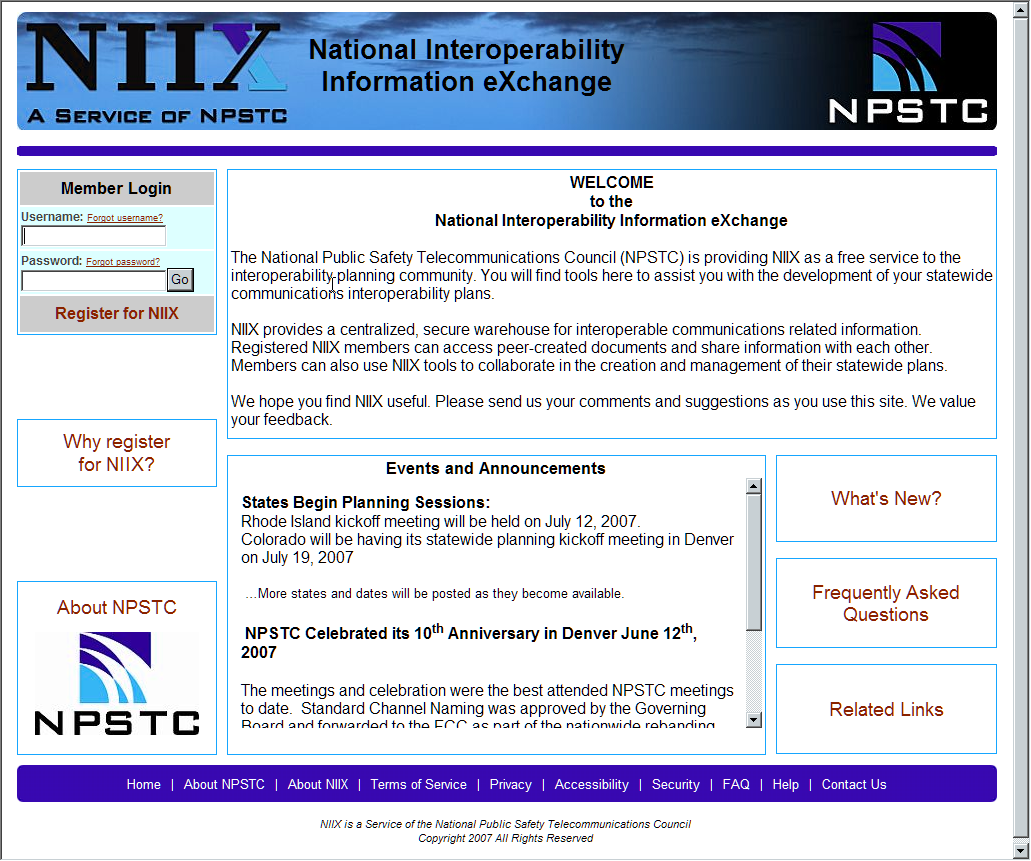 NIIX
A SERVICE OF NPSTC
National Interoperability
Information eXchange
NPSTC
Member Login
Username: Forgot username?
Password: Forgot password?
Go
Register for NIIX
WELCOME
to the
National Interoperability Information eXchange
The National Public Safety Telecommunications Council (NPSTC) is providing NIIX as a free service to the
interoperability-planning community. You will find tools here to assist you with the development of your statewide
communications interoperability plans.
NIIX provides a centralized, secure warehouse for interoperable communications related information.
Registered NIIX members can access peer-created documents and share information with each other.
Members can also use NIIX tools to collaborate in the creation and management of their statewide plans.
We hope you find NIIX useful. Please send us your comments and suggestions as you use this site. We value
your feedback.
Why register
for NIIX?
About NPSTC
NPSTC
Events and Announcements
States Begin Planning Sessions:
Rhode Island kickoff meeting will be held on July 12, 2007.
Colorado will be having its statewide planning kickoff meeting in Denver
on July 19, 2007
...More states and dates will be posted as they become available.
NPSTC Celebrated its 10th Anniversary in Denver June 12th,
2007
The meetings and celebration were the best attended NPSTC meetings
to date. Standard Channel Naming was approved by the Governing
Board and forwarded to the FCC as part of the nationwide rebanding
What's New?
Frequently Asked
Questions
Related Links
Home | About NPSTC | About NIIX | Terms of Service | Privacy | Accessibility | Security | FAQ | Help | Contact Us
NIIX is a Service of the National Public Safety Telecommunications Council
Copyright 2007 All Rights Reserved